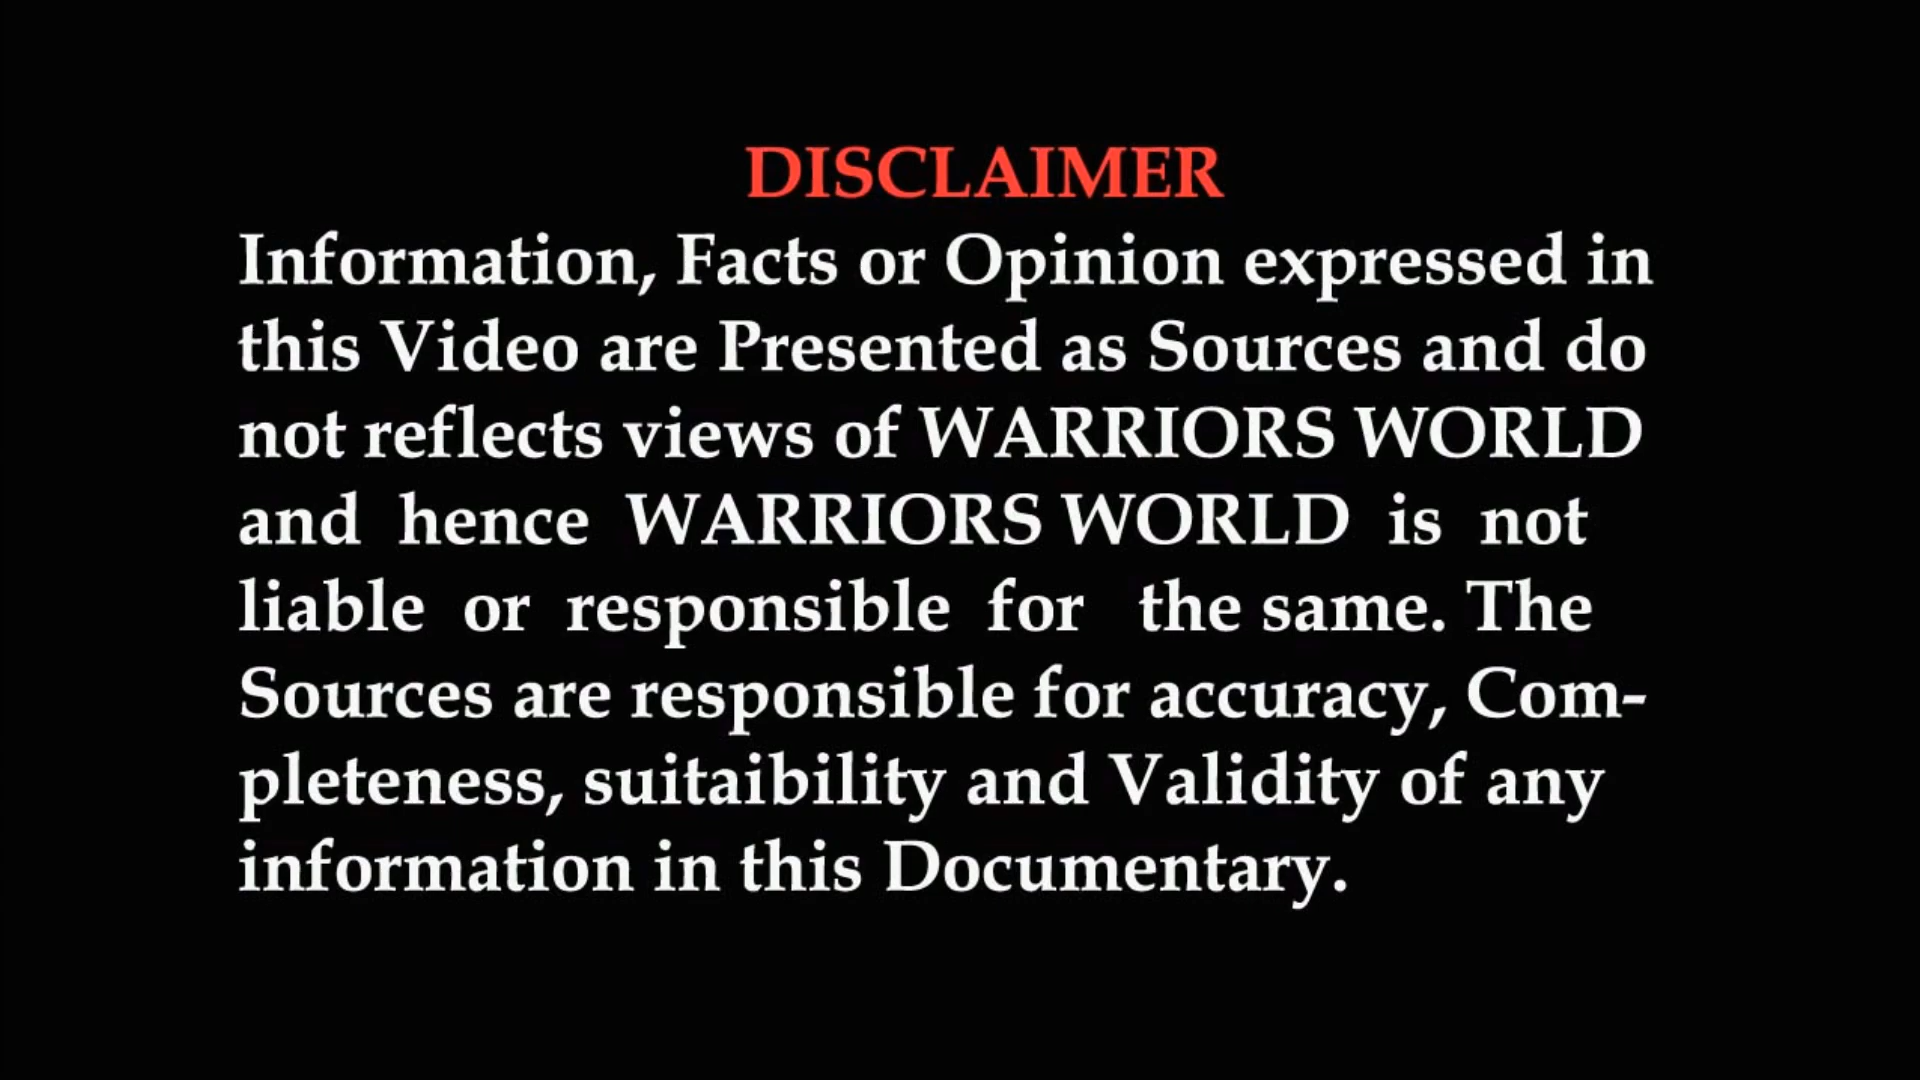 DISCLAIMER
Information, Facts or Opinion expressed in
this Video are Presented as Sources and do
not reflects views of WARRIORS WORLD
and hence WARRIORS WORLD is not
liable or responsible for the same. The
Sources are responsible for accuracy, Com-
pleteness, suitaibility and Validity of any
information in this Documentary.